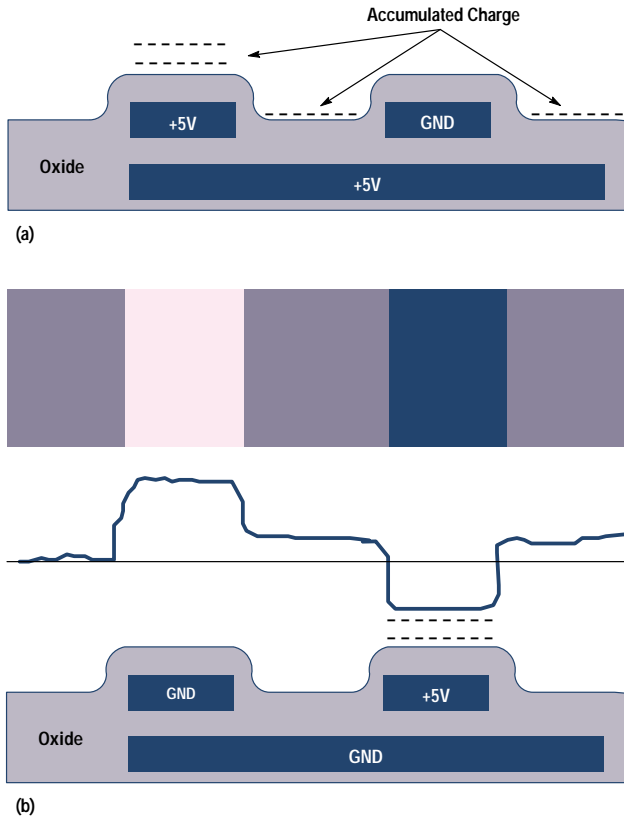 Accumulated Charge
+5V
GND
Oxide
+5V
(a)
GND
+5V
Oxide
GND
(b)